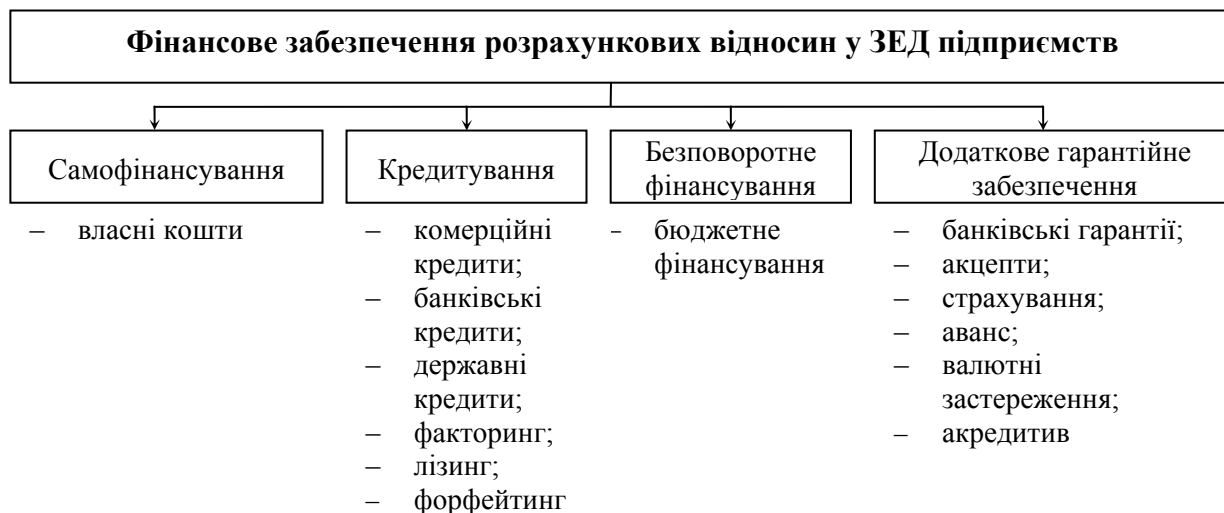 Фінансове забезпечення розрахункових відносин у ЗЕД підприємств
Самофінансування
– власні кошти
Кредитування
– комерційні
кредити;
– банківські
кредити;
– державні
кредити;
– факторинг;
– лізинг;
– форфейтинг
Безповоротне
фінансування
– бюджетне
фінансування
Додаткове гарантійне
забезпечення
– банківські гарантії;
– акцепти;
– страхування;
– аванс;
– валютні
застереження;
– акредитив